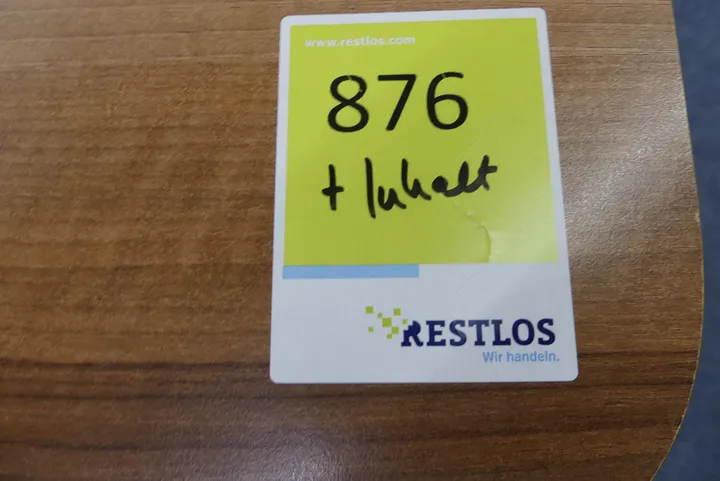 www.restlos.com
876
+ Inhalt
RESTLOS
Wir handeln.